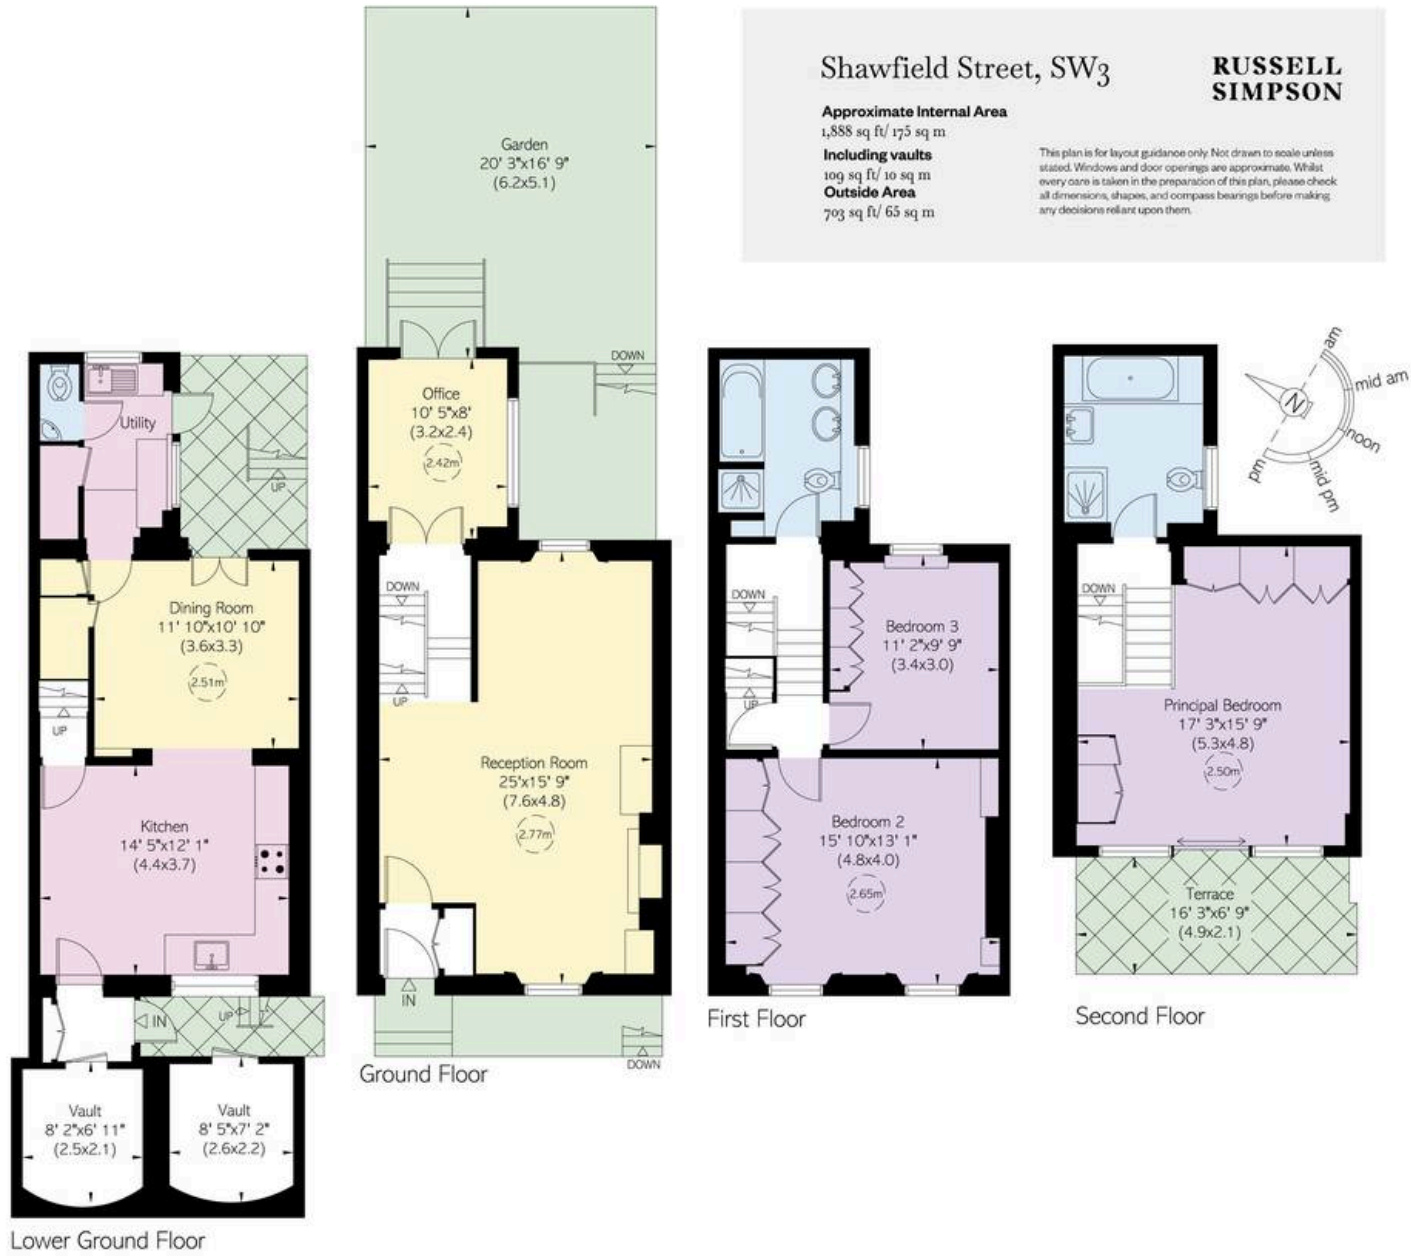 Shawfield Street, SW3
RUSSELL
SIMPSON
Approximate Internal Area
1,888 sq ft/ 175 sq m
Including vaults
109 sq ft/ 10 sq m
Outside Area
703 sq ft/ 65 sq m
This plan is for layout guidance only. Not drawn to scale unless
stated. Windows and door openings are approximate. Whilst
every care is taken in the preparation of this plan, please check
all dimensions, shapes, and compass bearings before making
any decisions reliant upon them.
am
mid am
noon
mid pm
pm
N
Utility
UP
Dining Room
11' 10"x10' 10"
(3.6x3.3)
2.51m
UP
Kitchen
14' 5"x12' 1"
(4.4x3.7)
IN
UP
Vault
8' 2"x6' 11"
(2.5x2.1)
Vault
8' 5"x7' 2"
(2.6x2.2)
Lower Ground Floor
Garden
20' 3"x16' 9"
(6.2x5.1)
DOWN
Office
10' 5"x8'
(3.2x2.4)
2.42m
DOWN
UP
Reception Room
25'x15' 9"
(7.6x4.8)
2.77m
IN
DOWN
Ground Floor
DOWN
UP
Bedroom 3
11' 2"x9' 9"
(3.4x3.0)
Bedroom 2
15' 10"x13' 1"
(4.8x4.0)
2.65m
First Floor
DOWN
Principal Bedroom
17' 3"x15' 9"
(5.3x4.8)
2.50m
Terrace
16' 3"x6' 9"
(4.9x2.1)
Second Floor